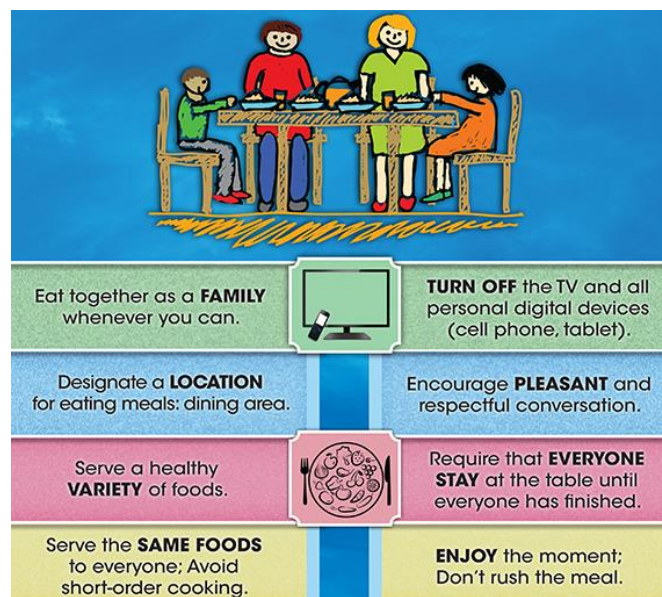 Eat together as a FAMILY
whenever you can.
TURN OFF the TV and all
personal digital devices
(cell phone, tablet).
Designate a LOCATION
for eating meals: dining area.
Encourage PLEASANT and
respectful conversation.
Serve a healthy
VARIETY of foods.
Require that EVERYONE
STAY at the table until
everyone has finished.
Serve the SAME FOODS
to everyone; Avoid
short-order cooking.
ENJOY the moment;
Don't rush the meal.